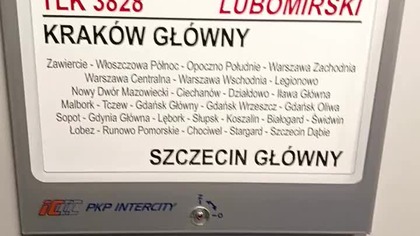 TLK 3828 LUBOMIRSKI
KRAKÓW GŁÓWNY
Zawiercie - Włoszczowa Północ - Opoczno Południe - Warszawa Zachodnia
Warszawa Centralna - Warszawa Wschodnia - Legionowo
Nowy Dwór Mazowiecki - Ciechanów - Działdowo - Iława Główna
Malbork - Tczew - Gdańsk Główny - Gdańsk Wrzeszcz - Gdańsk Oliwa
Sopot - Gdynia Główna - Lębork - Słupsk - Koszalin - Białogard - Świdwin
Łobez - Runowo Pomorskie - Chociwel - Stargard - Szczecin Dąbie
SZCZECIN GŁÓWNY
PKP INTERCITY